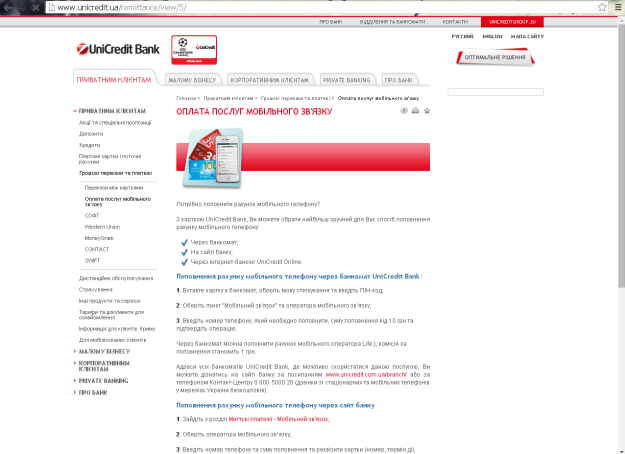 www.unicredit.ua/remittance/view/5/
ПРО БАНК ВІДДІЛЕННЯ ТА БАНКОМАТИ КОНТАКТИ UNICREDITGROUP.EU
РУССКИЙ ENGLISH МАПА САЙТУ
UniCredit Bank
CHAMPIONS LEAGUE UniCredit
ОПТИМАЛЬНЕ РІШЕННЯ
ПРИВАТНИМ КЛІЄНТАМ МАЛОМУ БІЗНЕСУ КОРПОРАТИВНИМ КЛІЄНТАМ PRIVATE BANKING ПРО БАНК
Головна > Приватним клієнтам > Грошові перекази та платежі > Оплата послуг мобільного зв'язку
ПРИВАТНИМ КЛІЄНТАМ
Акції та спеціальні пропозиції
Депозити
Кредити
Платіжні картки і поточні
рахунки
Грошові перекази та платежі
Перекази між картками
Оплата послуг мобільного
зв'язку
СОФТ
Western Union
MoneyGram
CONTACT
SWIFT
Дистанційне обслуговування
Страхування
Інші продукти та сервіси
Тарифи та документи для
ознайомлення
Інформація для клієнтів Криму
Для мобілізованих клієнтів
МАЛОМУ БІЗНЕСУ
КОРПОРАТИВНИМ
КЛІЄНТАМ
PRIVATE BANKING
ПРО БАНК
ОПЛАТА ПОСЛУГ МОБІЛЬНОГО ЗВ'ЯЗКУ
Потрібно поповнити рахунок мобільного телефону?
З карткою UniCredit Bank, Ви можете обрати найбільш зручний для Вас спосіб поповнення
рахунку мобільного телефону:
Через банкомат;
На сайті банку;
Через Інтернет-банкінг UniCredit Online.
Поповнення рахунку мобільного телефону через банкомат UniCredit Bank:
1. Вставте картку в банкомат, оберіть мову спілкування та введіть ПІН-код;
2. Оберіть пункт "Мобільний зв'язок" та оператора мобільного зв'язку;
3. Введіть номер телефону, який необхідно поповнити, суму поповнення від 10 грн та
підтвердіть операцію.
Через банкомат можна поповнити рахунок мобільного оператора Life:), комісія за
поповнення становить 1 грн.
Адреси усіх банкоматів UniCredit Bank, де можливо скористатися даною послугою, Ви
можете дізнатись на сайті банку за посиланням www.unicredit.com.ua/branch/ або за
телефоном Контакт-Центру 0 800 5000 20 (дзвінки зі стаціонарних та мобільних телефонів
у мережах України безкоштовні).
Поповнення рахунку мобільного телефону через сайт банку
1. Зайдіть у розділ Миттєві платежі - Мобільний зв'язок;
2. Оберіть оператора мобільного зв'язку;
3. Введіть номер телефону та суму поповнення та реквізити картки (номер, термін дії,